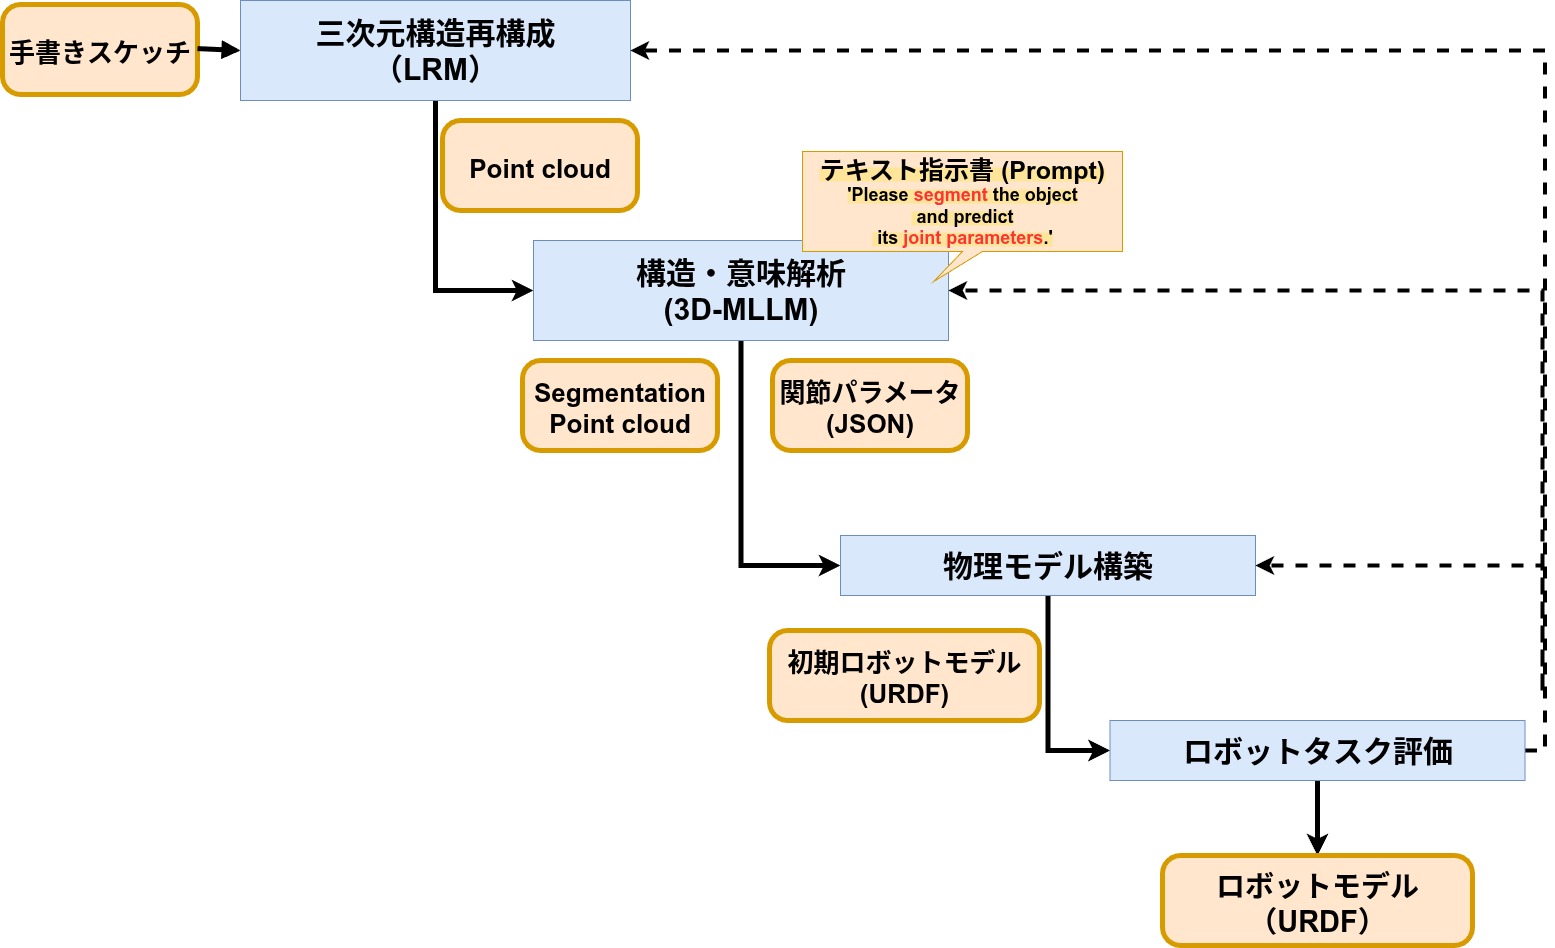 手書きスケッチ
三次元構造再構成
（LRM）
Point cloud
テキスト指示書 (Prompt)
'Please segment the object
and predict
its joint parameters.'
構造・意味解析
(3D-MLLM)
Segmentation
Point cloud
関節パラメータ
(JSON)
物理モデル構築
初期ロボットモデル
(URDF)
ロボットタスク評価
ロボットモデル
（URDF）